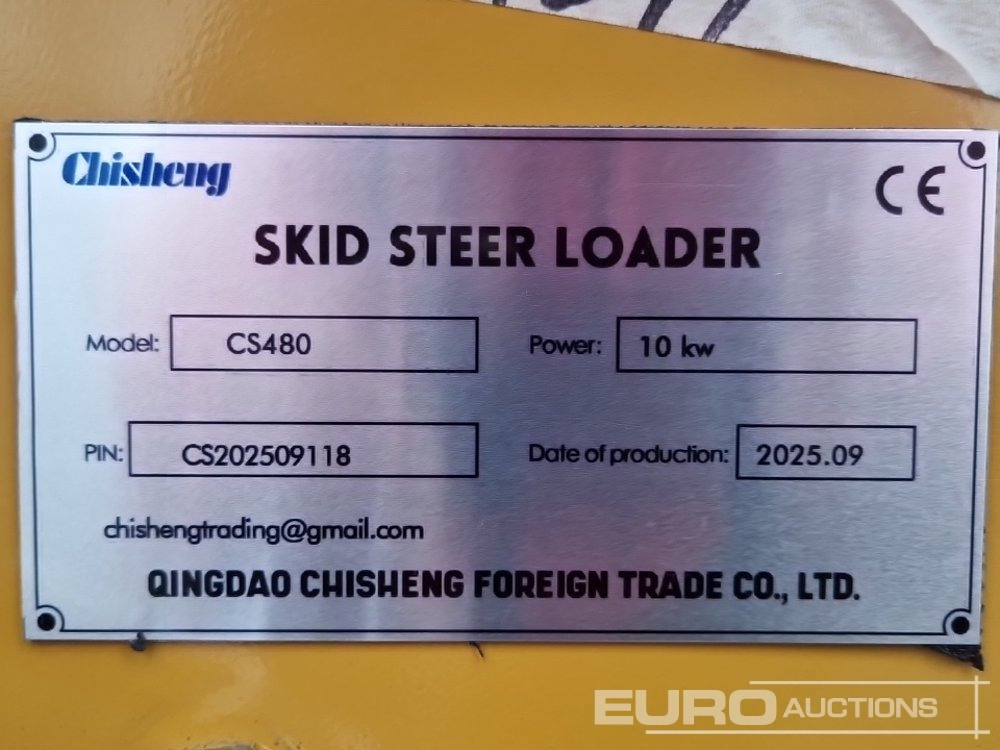 Chisheng
CE
SKID STEER LOADER
Model: CS480
Power: 10 kw
PIN: CS202509118
Date of production: 2025.09
chishengtrading@gmail.com
QINGDAO CHISHENG FOREIGN TRADE CO., LTD.
EURO AUCTIONS